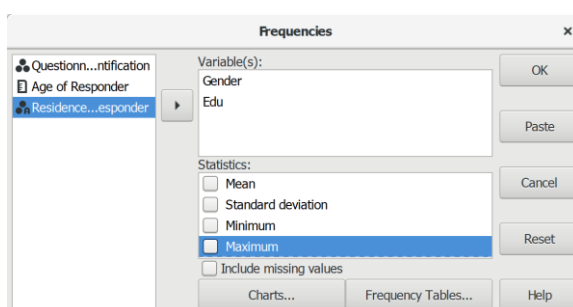 Frequencies
×
Questionn...ntification
Age of Responder
Residence...esponder
Variable(s):
Gender
Edu
Statistics:
Mean
Standard deviation
Minimum
Maximum
Include missing values
Charts...
Frequency Tables...
OK
Paste
Cancel
Reset
Help